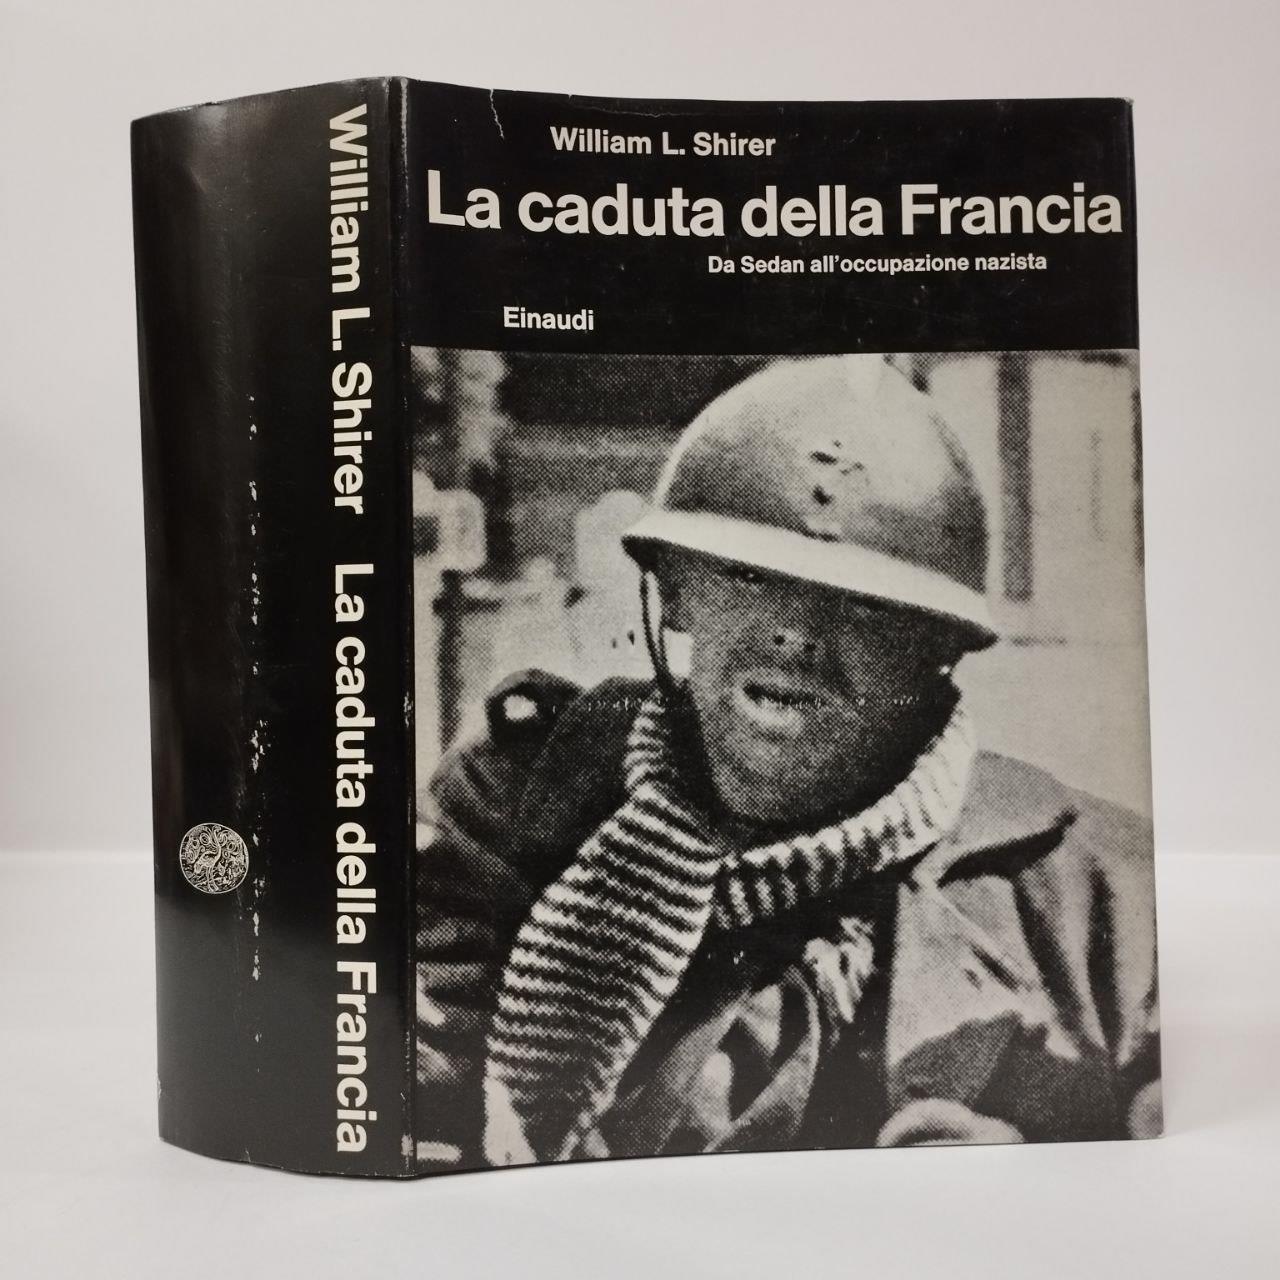 William L. Shirer
La caduta della Francia
Da Sedan all'occupazione nazista
Einaudi
William L. Shirer La caduta della Francia